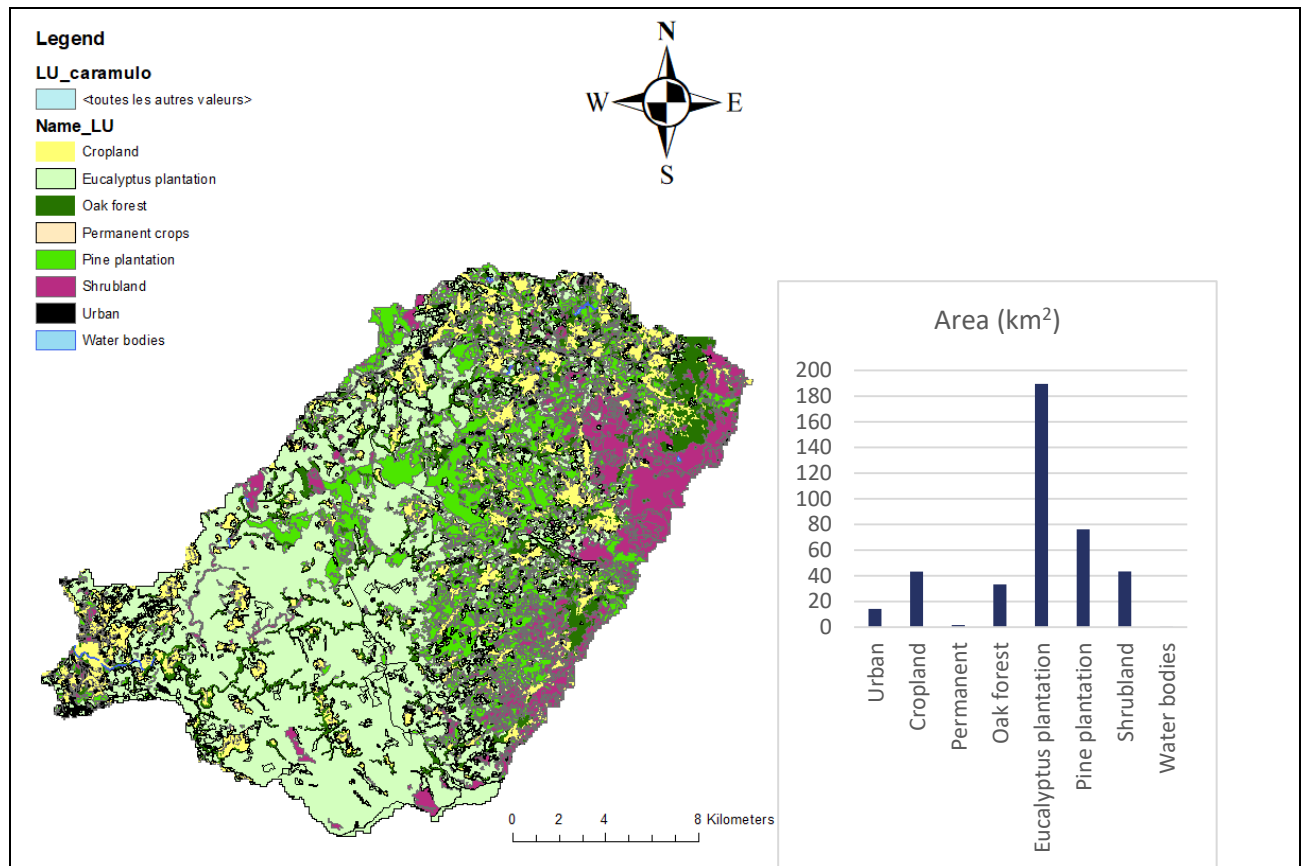 Legend
LU_caramulo
<toutes les autres valeurs>
Name_LU
Cropland
Eucalyptus plantation
Oak forest
Permanent crops
Pine plantation
Shrubland
Urban
Water bodies
N
W
E
S
0 2 4 8 Kilometers
Area (km²)
200
180
160
140
120
100
80
60
40
20
0
Urban
Cropland
Permanent
Oak forest
Eucalyptus plantation
Pine plantation
Shrubland
Water bodies